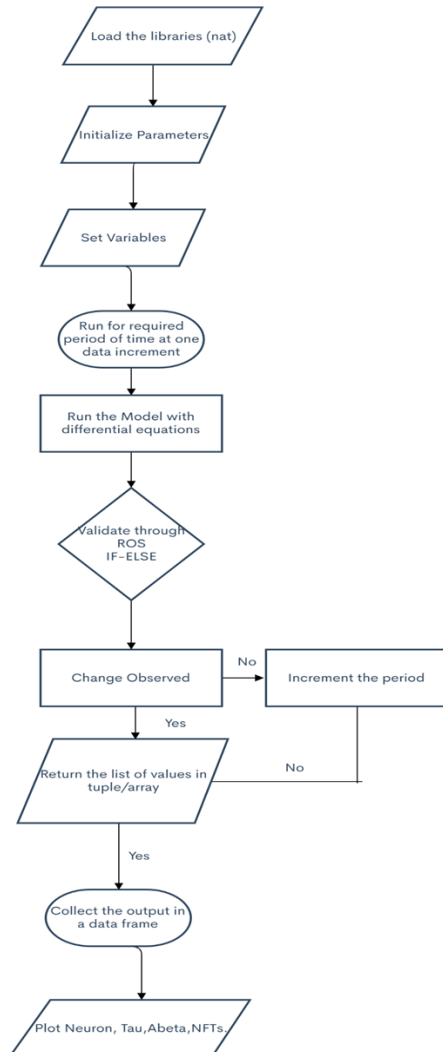 Load the libraries (nat)
Initialize Parameters
Set Variables
Run for required
period of time at one
data increment
Run the Model with
differential equations
Validate through
ROS
IF-ELSE
Change Observed
No
Increment the period
Yes
Return the list of values in
tuple/array
No
Yes
Collect the output in
a data frame
Plot Neuron, Tau,Abeta,NFTs.